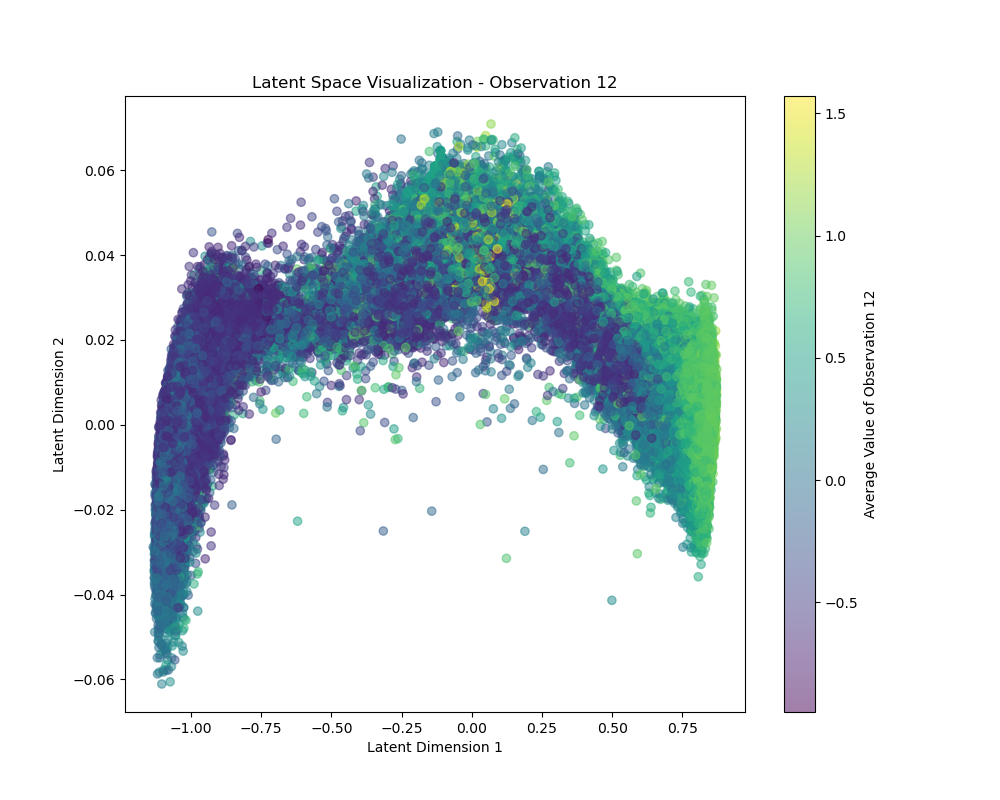 Latent Space Visualization - Observation 12
0.06
0.04
0.02
0.00
−0.02
−0.04
−0.06
Latent Dimension 2
−1.00 −0.75 −0.50 −0.25 0.00 0.25 0.50 0.75
Latent Dimension 1
1.5
1.0
0.5
0.0
−0.5
Average Value of Observation 12